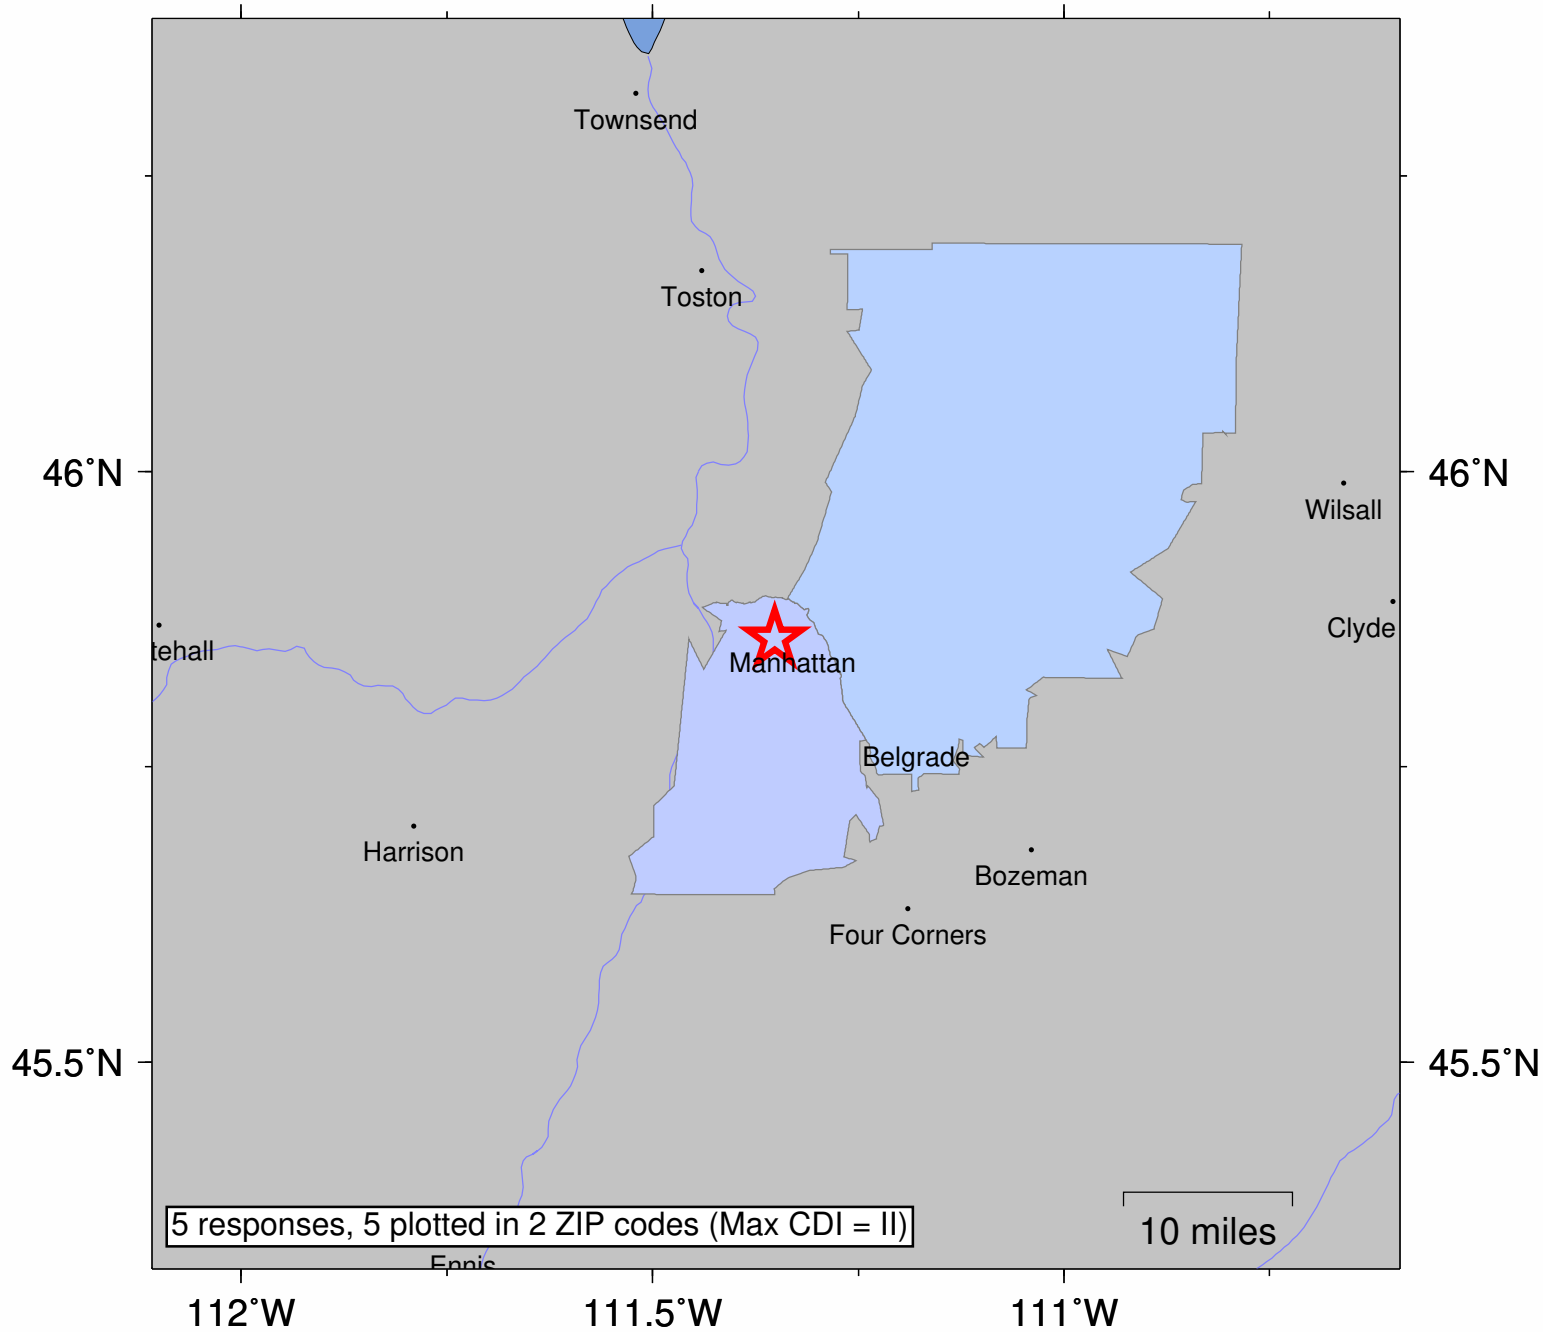 Townsend
Toston
46°N
46°N
Wilsall
Clyde
tehall
Manhattan
Belgrade
Harrison
Bozeman
Four Corners
45.5°N
45.5°N
5 responses, 5 plotted in 2 ZIP codes (Max CDI = II)
10 miles
Ennis
112°W
111.5°W
111°W